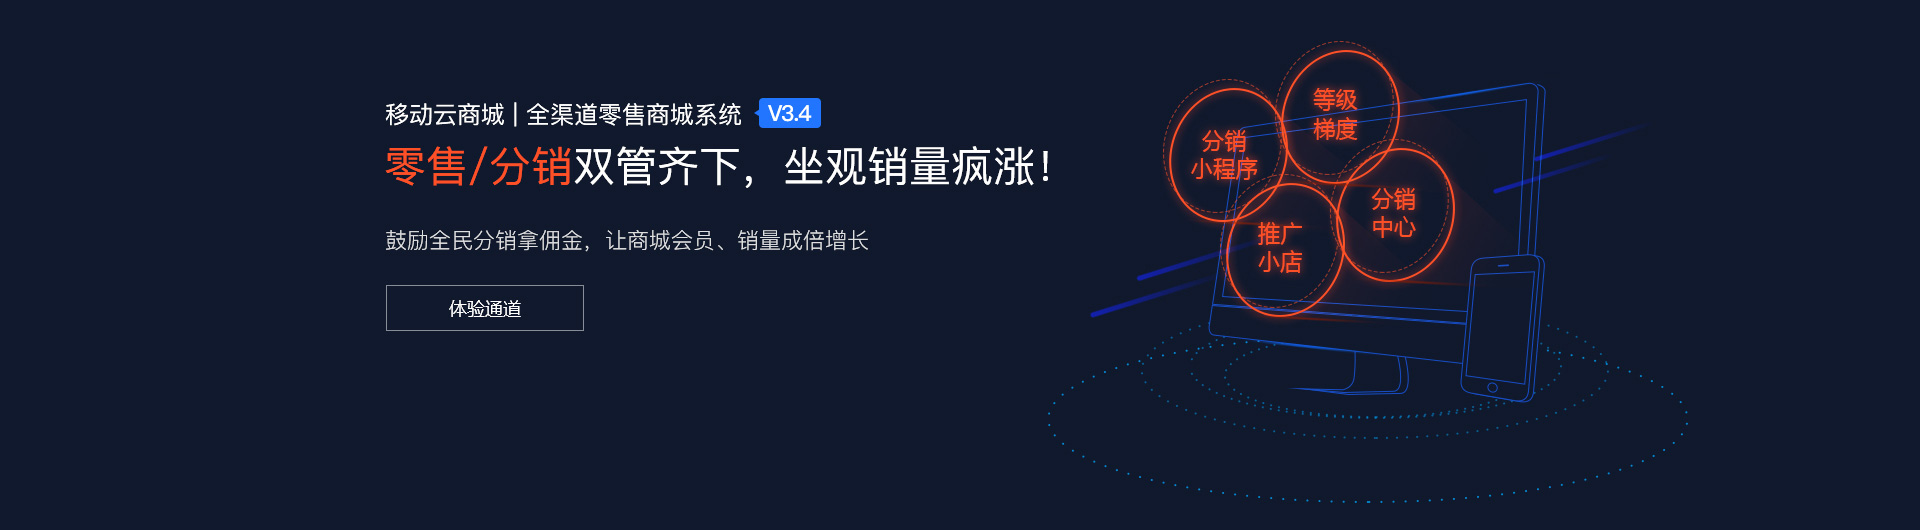 移动云商城 | 全渠道零售商城系统 V3.4
零售/分销双管齐下，坐观销量疯涨！
鼓励全民分销拿佣金，让商城会员、销量成倍增长
体验通道
分销
小程序
等级
梯度
分销
中心
推广
小店